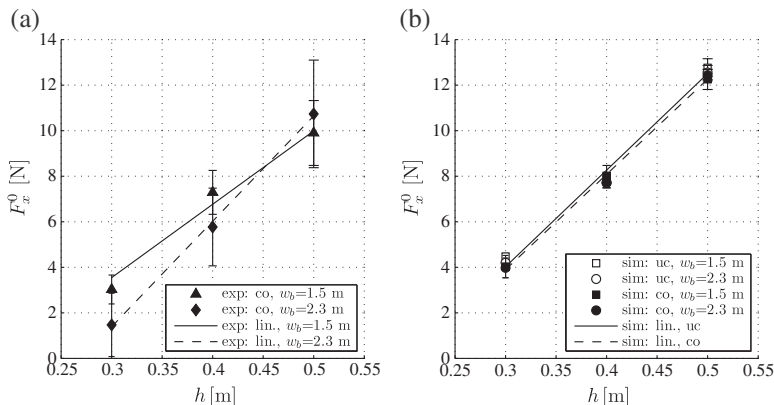 (a)
14
12
10
8
6
4
2
0
F_x^0 [N]
0.25 0.3 0.35 0.4 0.45 0.5 0.55
h [m]
exp: co, w_b=1.5 m
exp: co, w_b=2.3 m
exp: lin., w_b=1.5 m
exp: lin., w_b=2.3 m
(b)
14
12
10
8
6
4
2
0
F_x^0 [N]
0.25 0.3 0.35 0.4 0.45 0.5 0.55
h [m]
sim: uc, w_b=1.5 m
sim: uc, w_b=2.3 m
sim: co, w_b=1.5 m
sim: co, w_b=2.3 m
sim: lin., uc
sim: lin., co